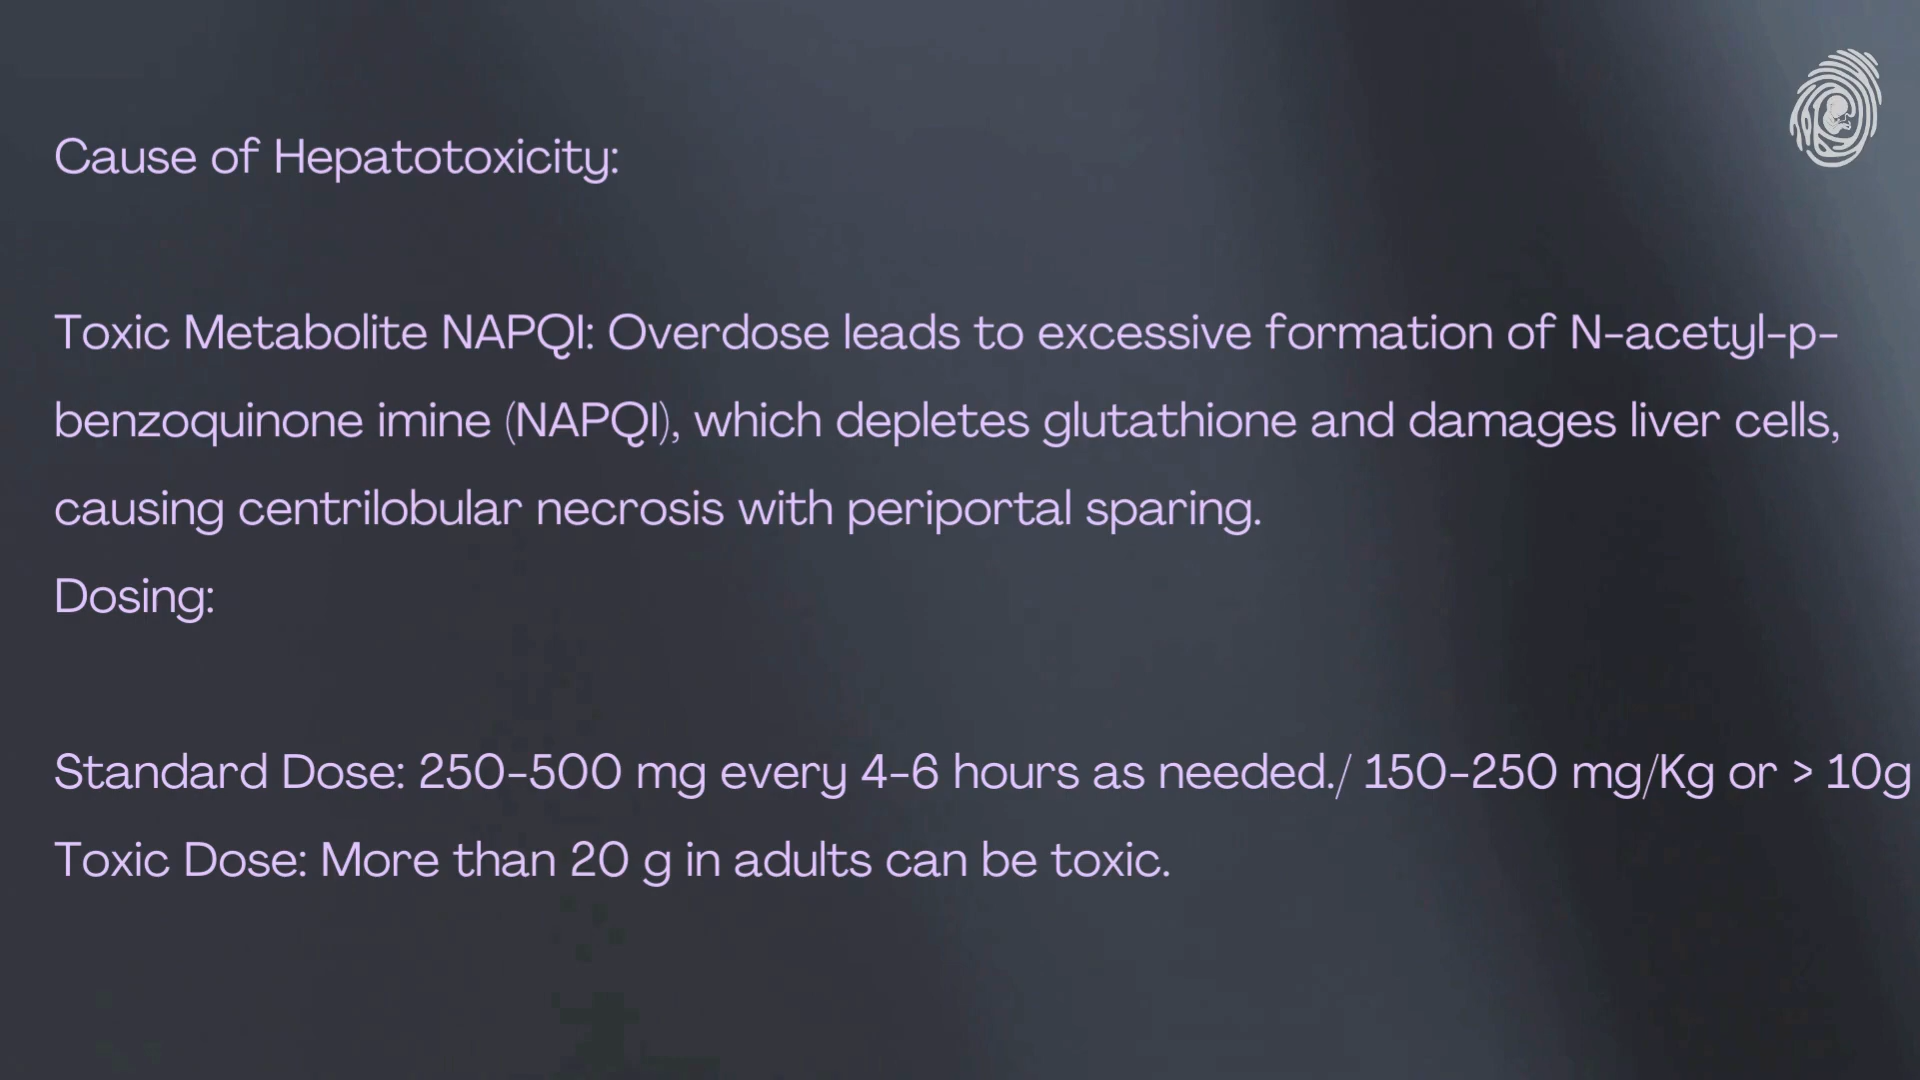 Cause of Hepatotoxicity:
Toxic Metabolite NAPQI: Overdose leads to excessive formation of N-acetyl-p-
benzoquinone imine (NAPQI), which depletes glutathione and damages liver cells,
causing centrilobular necrosis with periportal sparing.
Dosing:
Standard Dose: 250-500 mg every 4-6 hours as needed./ 150-250 mg/Kg or > 10g
Toxic Dose: More than 20 g in adults can be toxic.